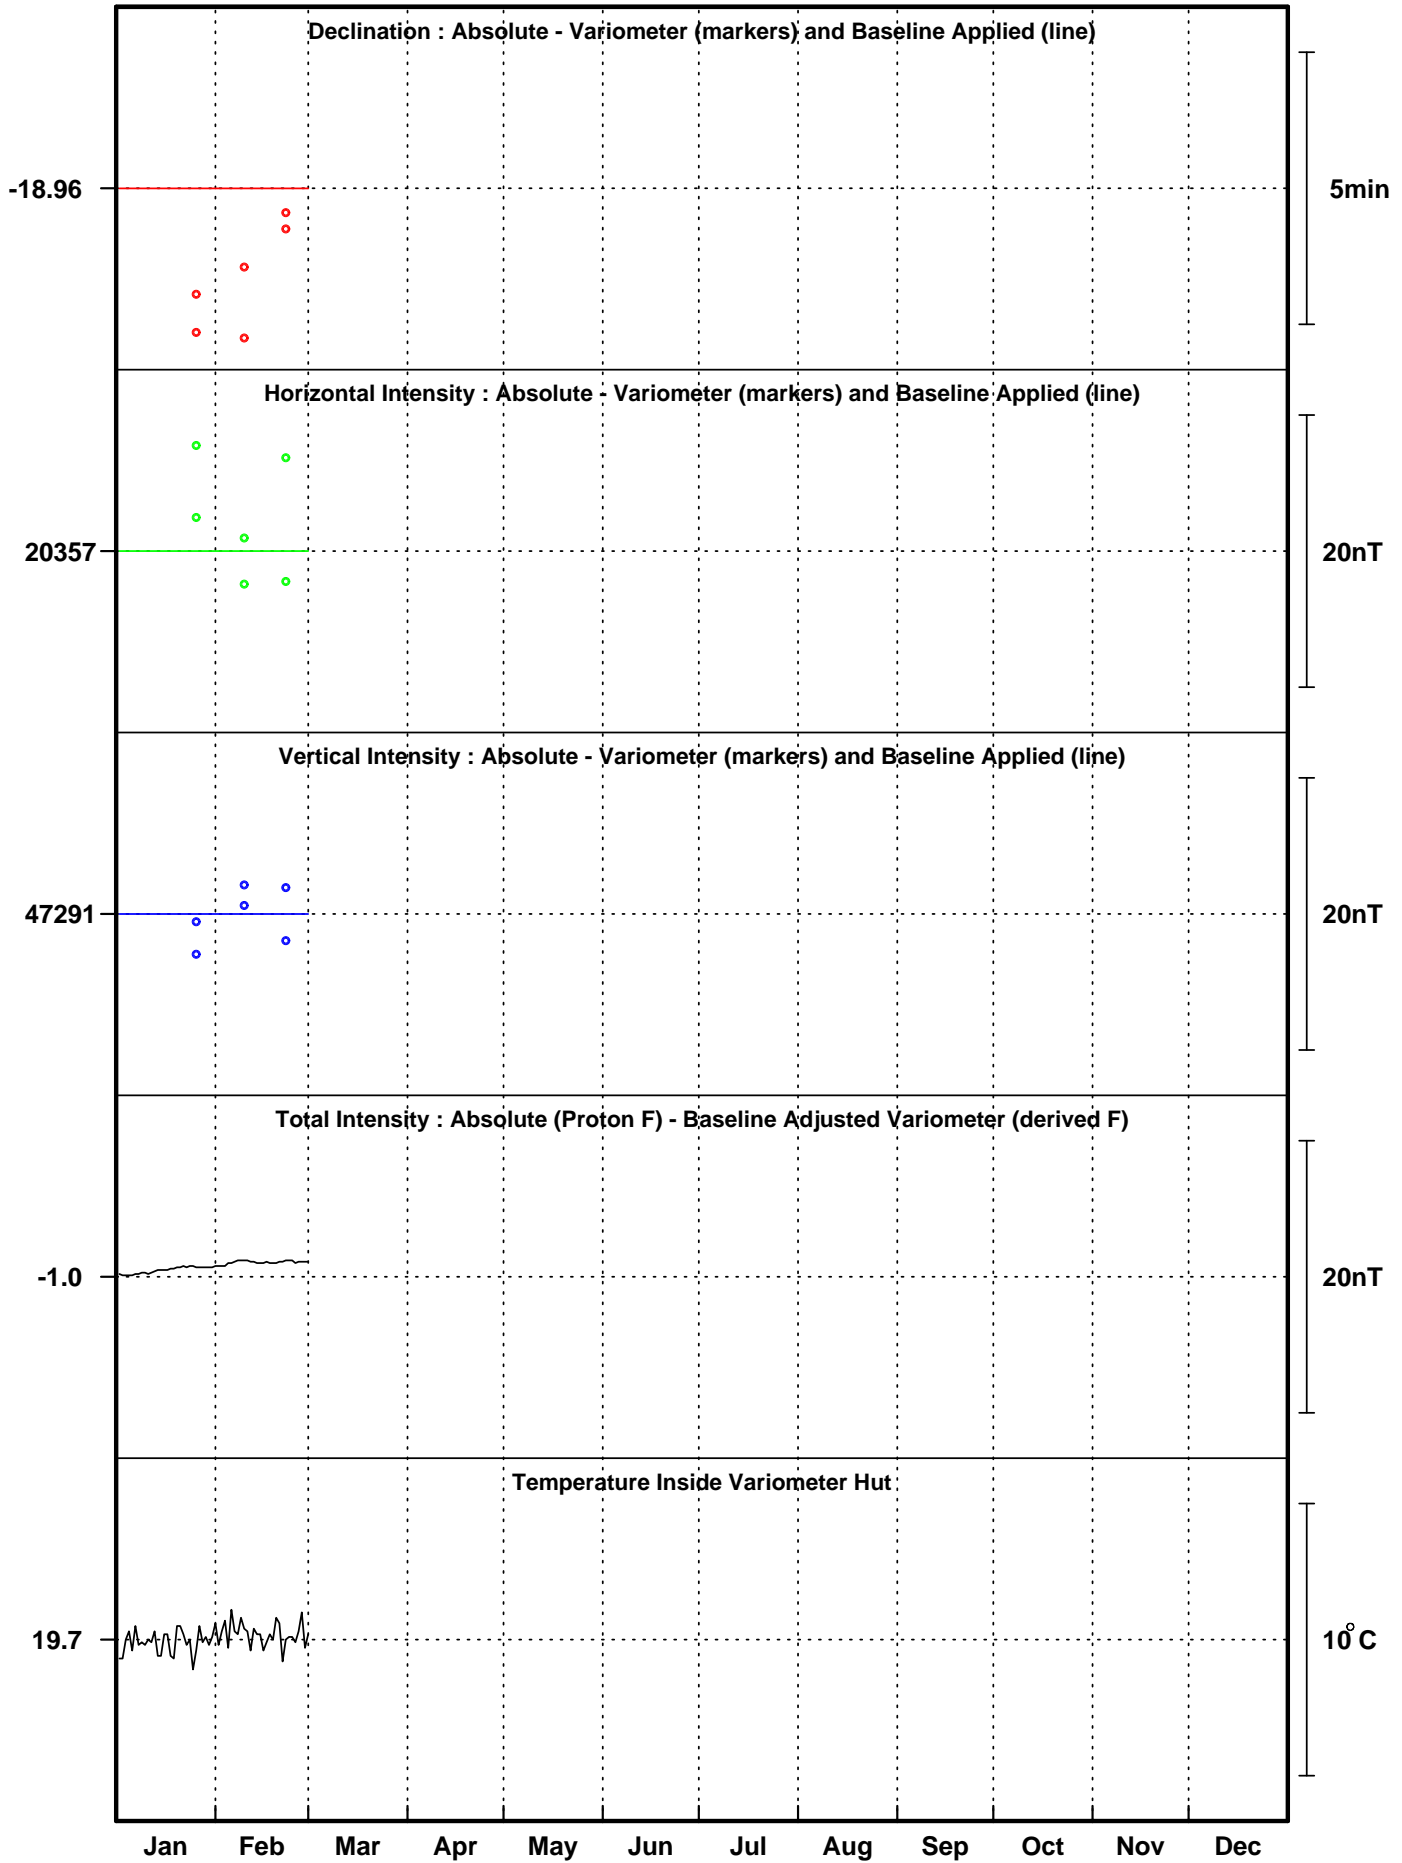 Declination : Absolute - Variometer (markers) and Baseline Applied (line)
-18.96
5min
Horizontal Intensity : Absolute - Variometer (markers) and Baseline Applied (line)
20357
20nT
Vertical Intensity : Absolute - Variometer (markers) and Baseline Applied (line)
47291
20nT
Total Intensity : Absolute (Proton F) - Baseline Adjusted Variometer (derived F)
-1.0
20nT
Temperature Inside Variometer Hut
19.7
10°C
Jan Feb Mar Apr May Jun Jul Aug Sep Oct Nov Dec